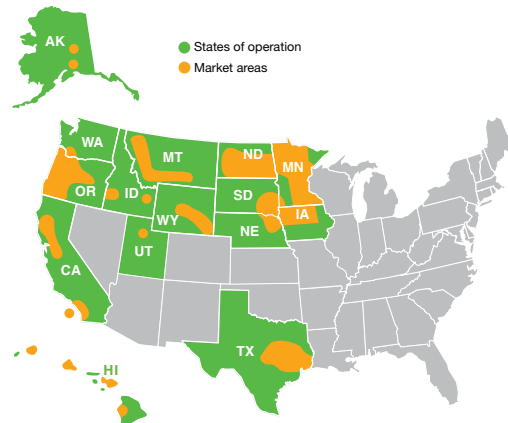 AK
States of operation
Market areas
WA
MT
ND
MN
OR
ID
SD
WY
IA
NE
UT
CA
TX
HI